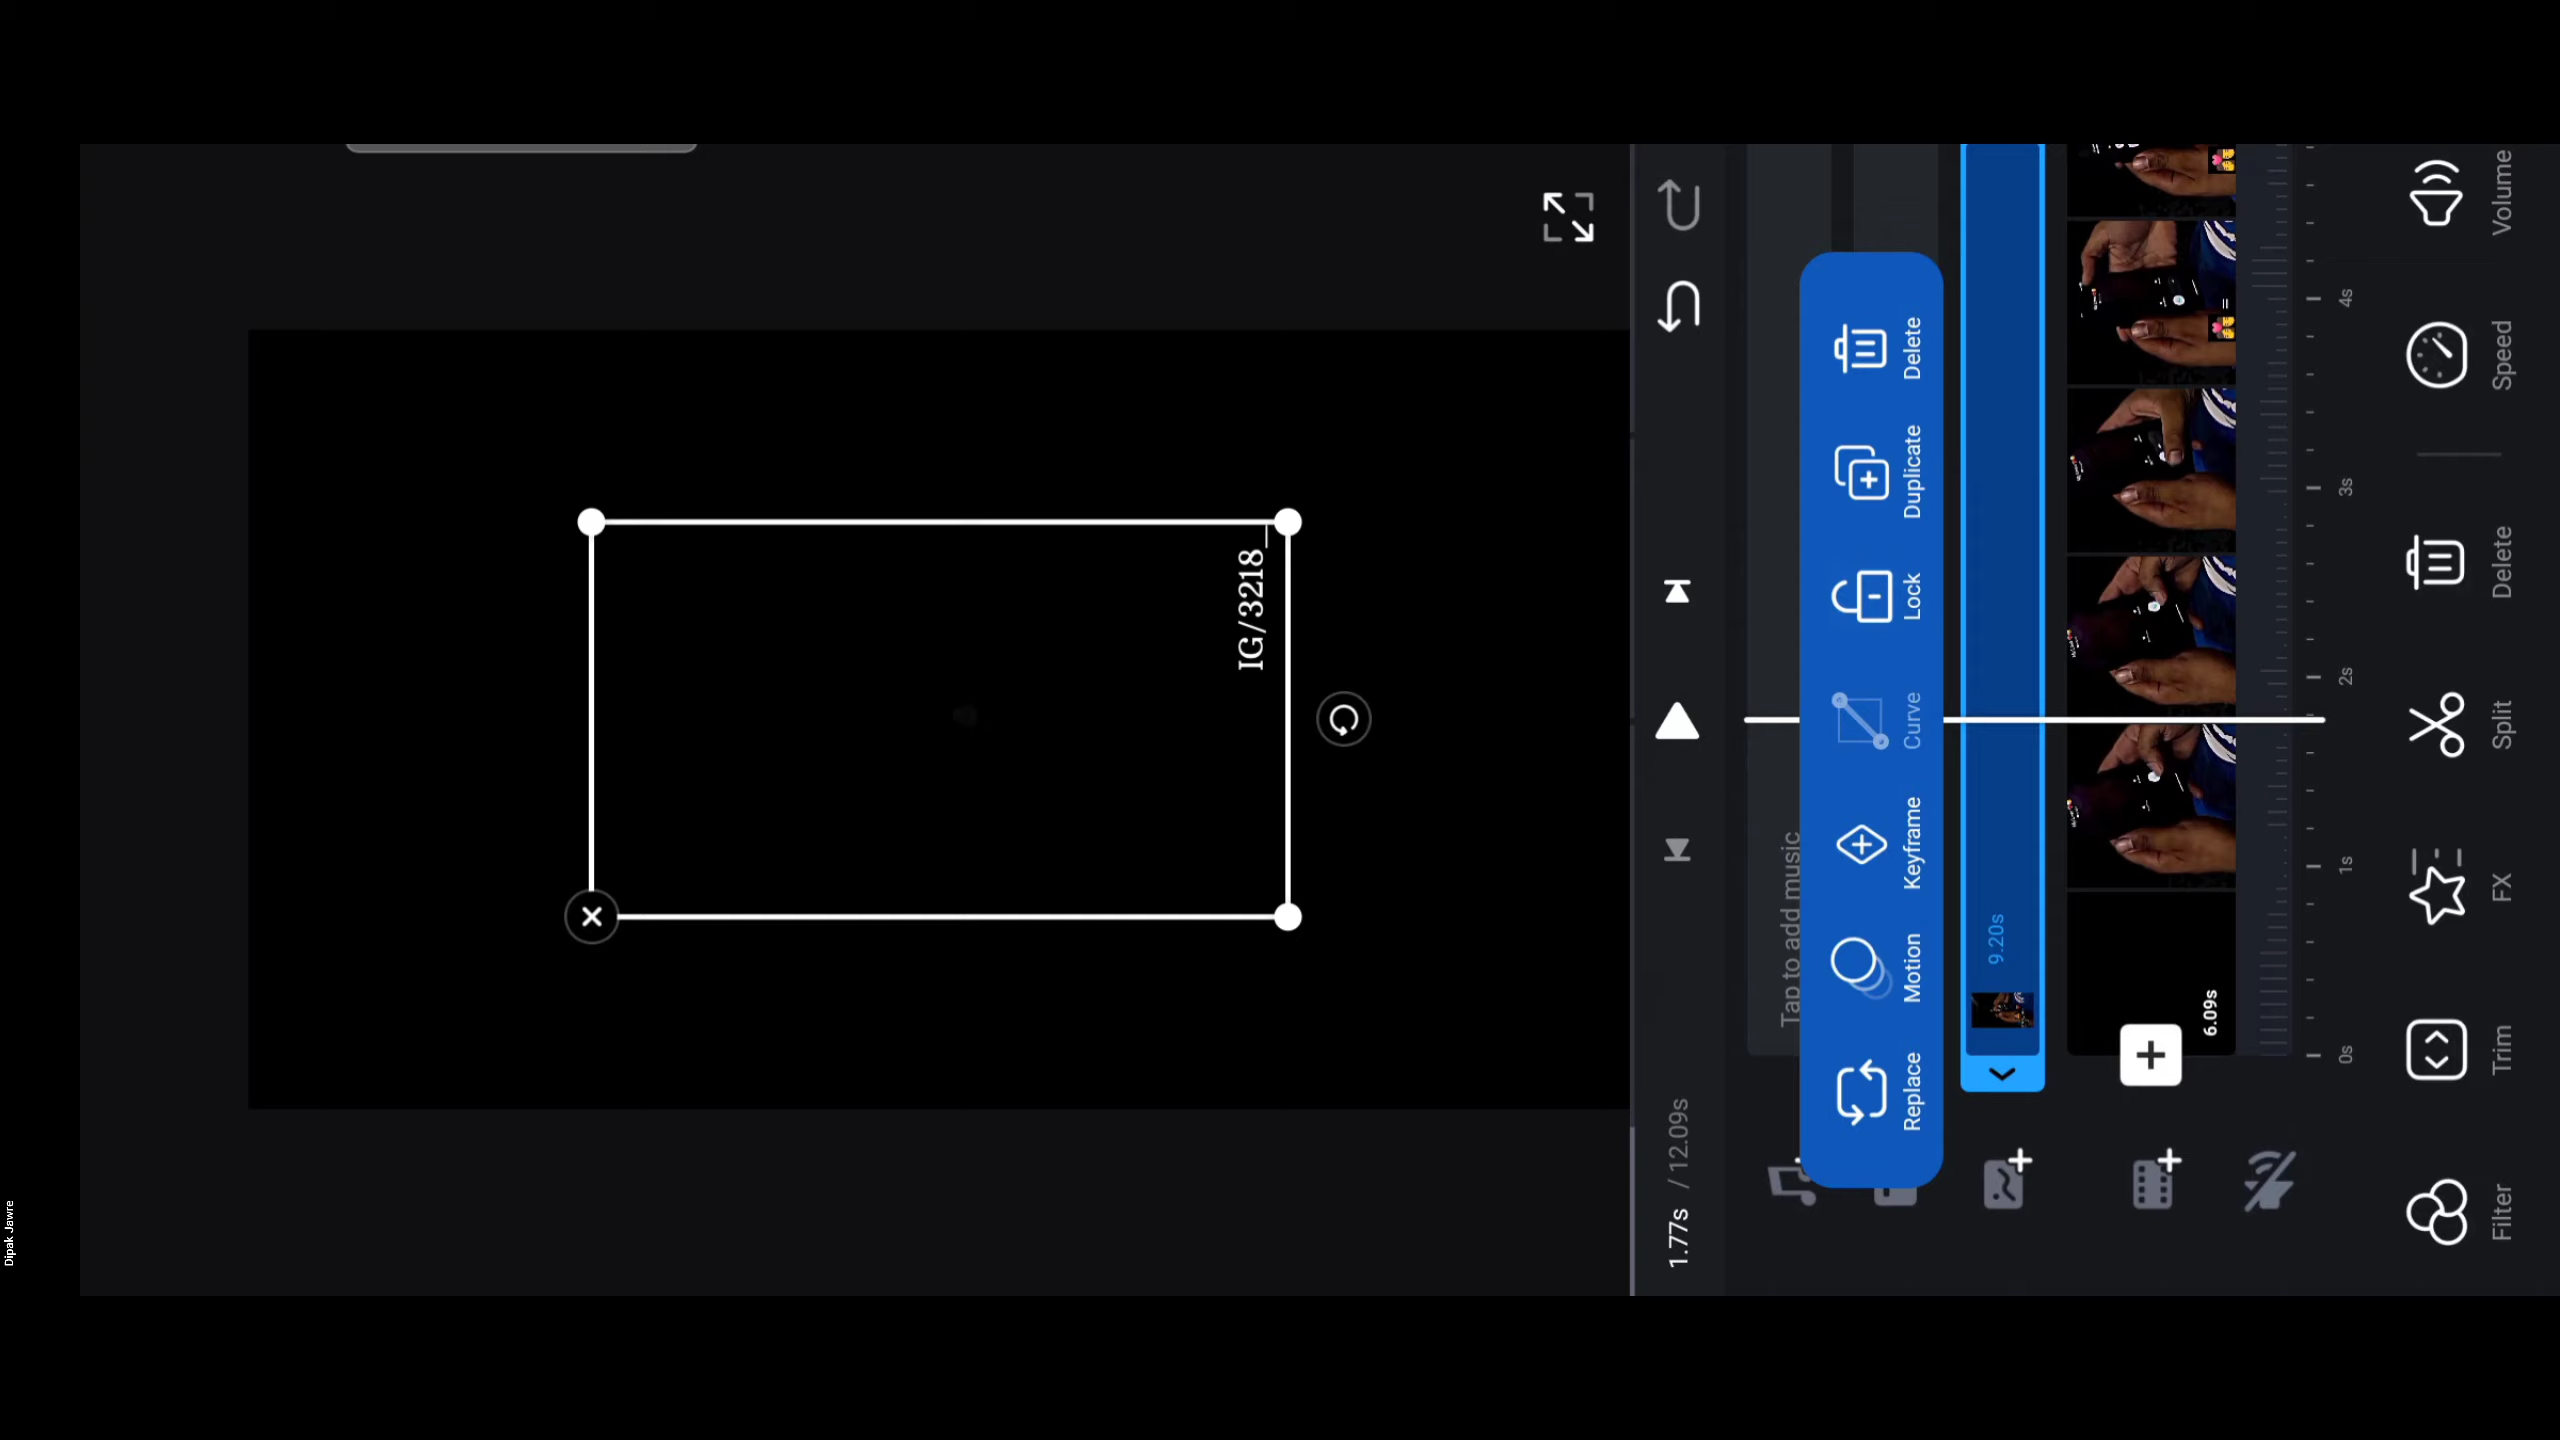 IG/3218_
1.77s / 12.09s
Tap to add music
Replace
Motion
Keyframe
Curve
Lock
Duplicate
Delete
9.20s
6.09s
0s
1s
2s
3s
4s
Filter
Trim
FX
Split
Delete
Speed
Volume
Dipak Jawre